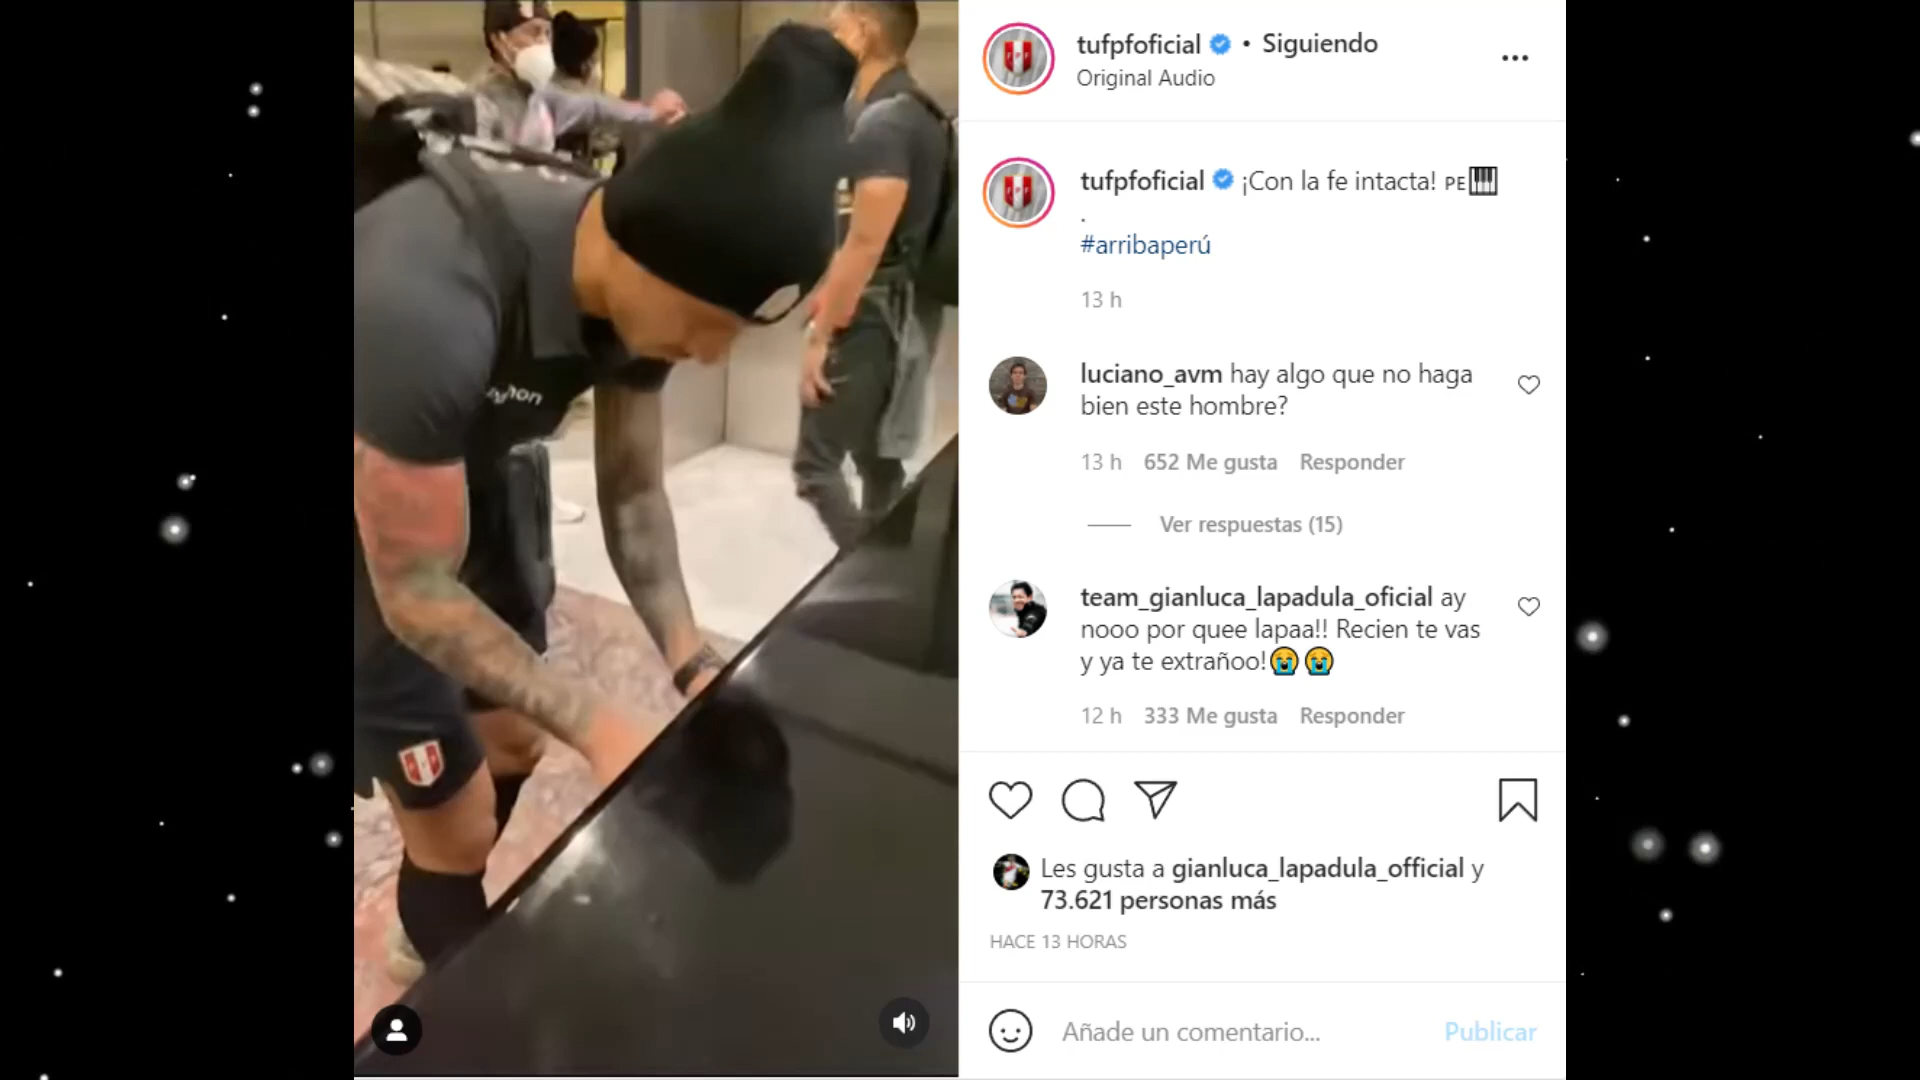 tufpfoficial • Siguiendo
Original Audio
tufpfoficial ¡Con la fe intacta! PE
.
#arribaperú
13 h
luciano_avm hay algo que no haga
bien este hombre?
13 h 652 Me gusta Responder
Ver respuestas (15)
team_gianluca_lapadula_oficial ay
nooo por quee lapaa!! Recien te vas
y ya te extrañoo!😭😭
12 h 333 Me gusta Responder
Les gusta a gianluca_lapadula_official y
73.621 personas más
HACE 13 HORAS
Añade un comentario... Publicar